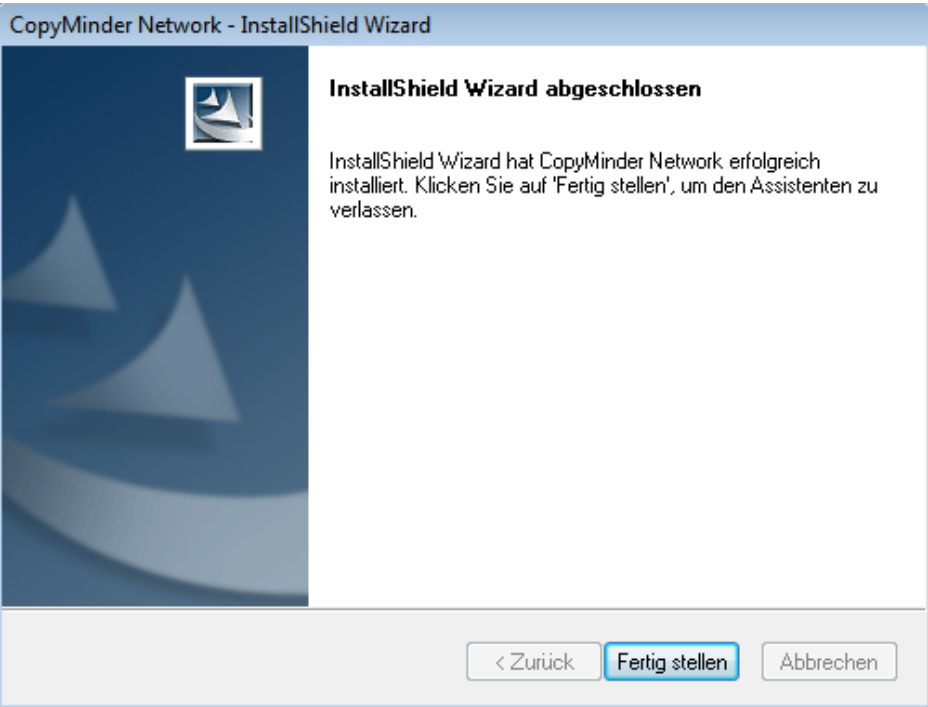 CopyMinder Network - InstallShield Wizard
InstallShield Wizard abgeschlossen
InstallShield Wizard hat CopyMinder Network erfolgreich
installiert. Klicken Sie auf 'Fertig stellen', um den Assistenten zu
verlassen.
< Zurück
Fertig stellen
Abbrechen